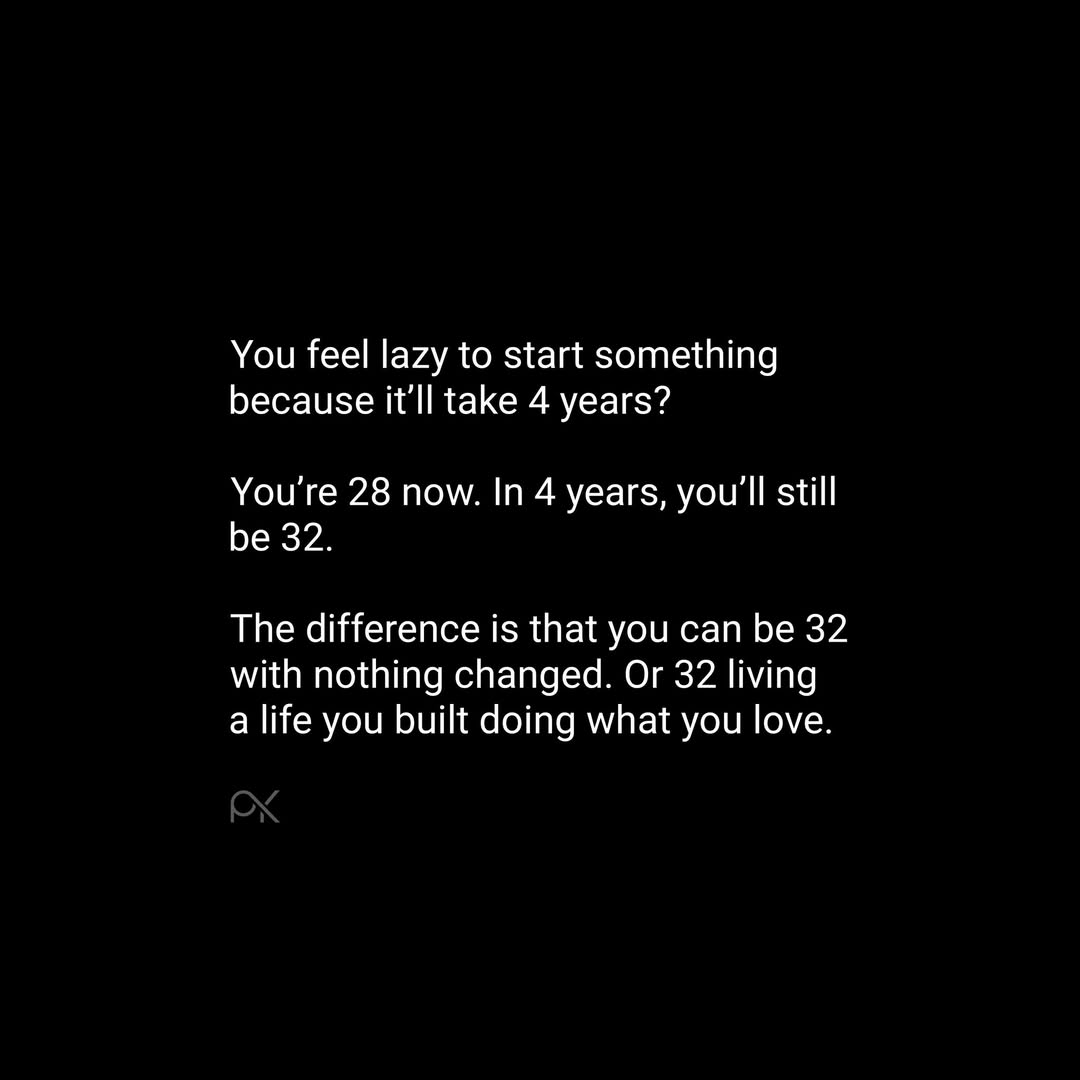 You feel lazy to start something
because it’ll take 4 years?
You’re 28 now. In 4 years, you’ll still
be 32.
The difference is that you can be 32
with nothing changed. Or 32 living
a life you built doing what you love.
PK